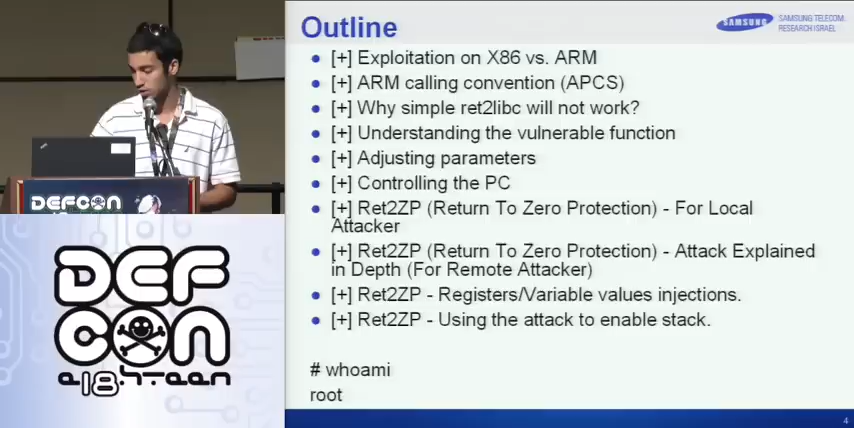 Outline
SAMSUNG
SAMSUNG TELECOM
RESEARCH ISRAEL
[+] Exploitation on X86 vs. ARM
[+] ARM calling convention (APCS)
[+] Why simple ret2libc will not work?
[+] Understanding the vulnerable function
[+] Adjusting parameters
[+] Controlling the PC
[+] Ret2ZP (Return To Zero Protection) - For Local
Attacker
[+] Ret2ZP (Return To Zero Protection) - Attack Explained
in Depth (For Remote Attacker)
[+] Ret2ZP - Registers/Variable values injections.
[+] Ret2ZP - Using the attack to enable stack.
# whoami
root
4
DEFCON
DEF
CON
e18hteen